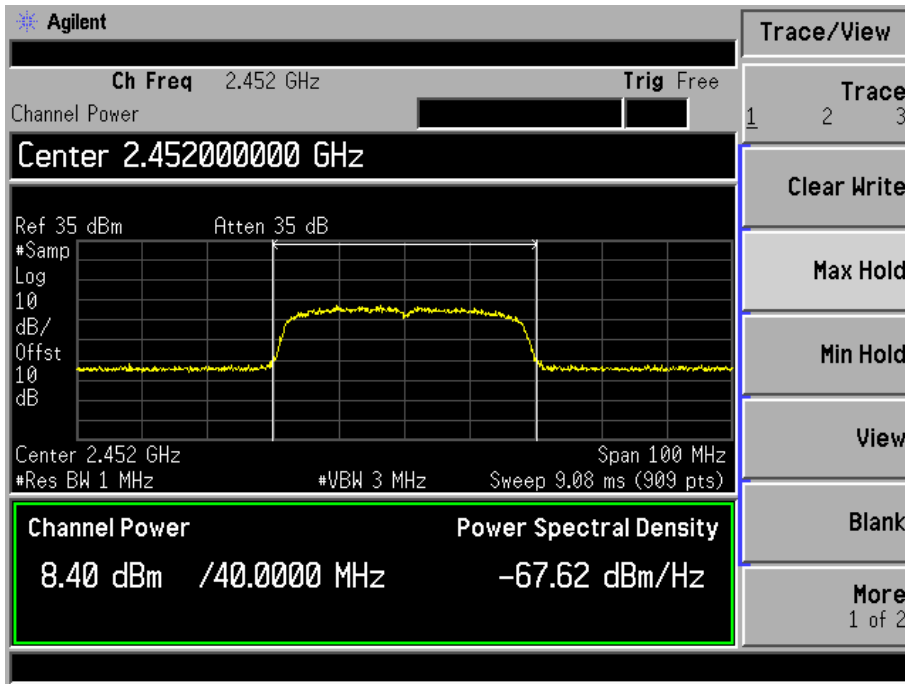 Agilent
Trace/View
Ch Freq 2.452 GHz Trig Free
Channel Power
Trace
1 2 3
Center 2.452000000 GHz
Clear Write
Ref 35 dBm Atten 35 dB
#Samp
Log
10
dB/
Offst
10
dB
Max Hold
Min Hold
Center 2.452 GHz Span 100 MHz
#Res BW 1 MHz #VBW 3 MHz Sweep 9.08 ms (909 pts)
View
Channel Power Power Spectral Density
8.40 dBm /40.0000 MHz -67.62 dBm/Hz
Blank
More
1 of 2